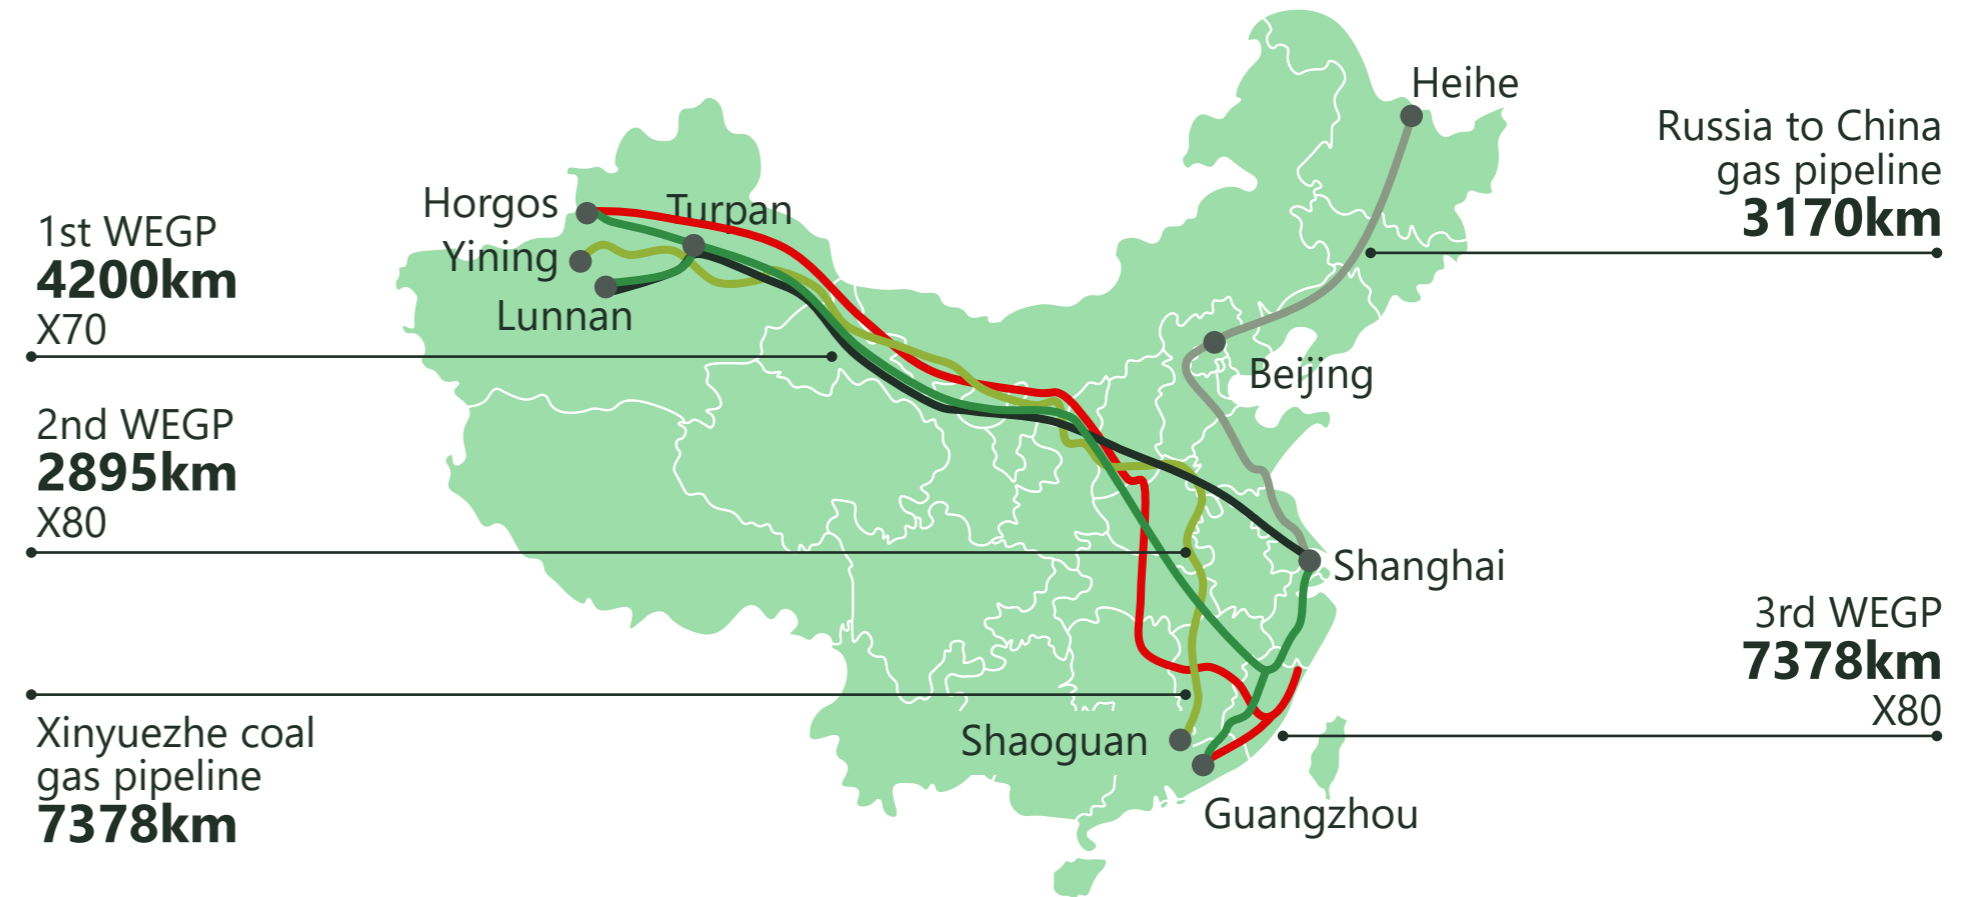 Heihe
Russia to China
gas pipeline
3170km
Horgos
Turpan
Yining
Lunnan
1st WEGP
4200km
X70
Beijing
2nd WEGP
2895km
X80
Shanghai
3rd WEGP
7378km
X80
Xinyuezhe coal
gas pipeline
7378km
Shaoguan
Guangzhou